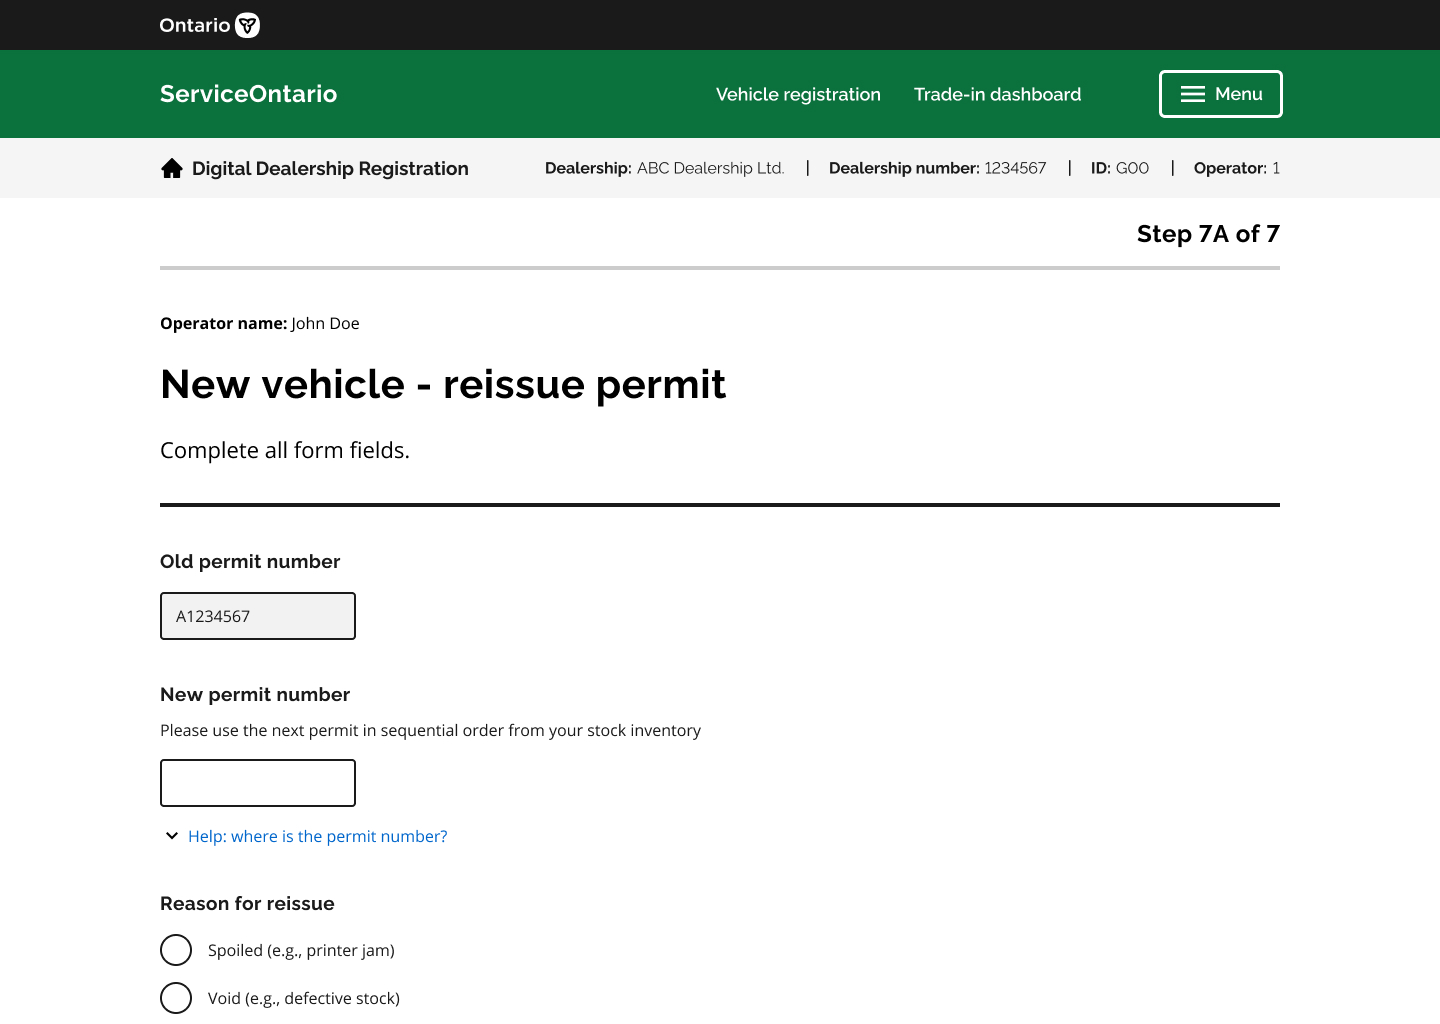 Ontario
ServiceOntario Vehicle registration Trade-in dashboard Menu
Digital Dealership Registration Dealership: ABC Dealership Ltd. | Dealership number: 1234567 | ID: G00 | Operator: 1
Step 7A of 7
Operator name: John Doe
New vehicle - reissue permit
Complete all form fields.
Old permit number
A1234567
New permit number
Please use the next permit in sequential order from your stock inventory
Help: where is the permit number?
Reason for reissue
Spoiled (e.g., printer jam)
Void (e.g., defective stock)